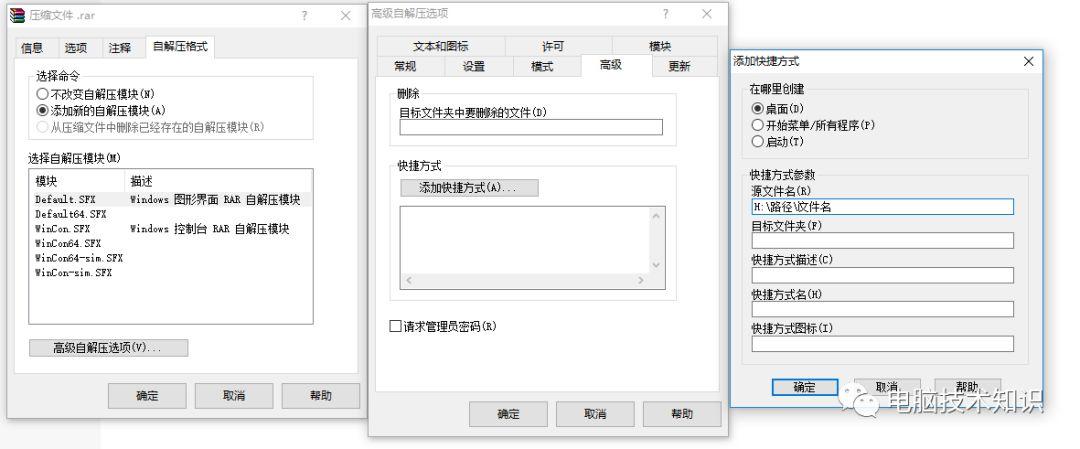 压缩文件 .rar
信息 选项 注释 自解压格式
选择命令
不改变自解压模块(N)
添加新的自解压模块(A)
从压缩文件中删除已经存在的自解压模块(R)
选择自解压模块(M)
模块 描述
Default.SFX Windows 图形界面 RAR 自解压模块
Default64.SFX
WinCon.SFX Windows 控制台 RAR 自解压模块
WinCon64.SFX
WinCon64-sim.SFX
WinCon-sim.SFX
高级自解压选项(V)...
确定 取消 帮助
高级自解压选项
文本和图标 许可 模块
常规 设置 模式 高级 更新
删除
目标文件夹中要删除的文件(D)
快捷方式
添加快捷方式(A)...
请求管理员密码(R)
确定 取消 帮助
添加快捷方式
在哪里创建
桌面(D)
开始菜单/所有程序(P)
启动(T)
快捷方式参数
源文件名(R)
H:\路径\文件名
目标文件夹(F)
快捷方式描述(C)
快捷方式名(H)
快捷方式图标(I)
确定 取消 帮助
电脑技术知识